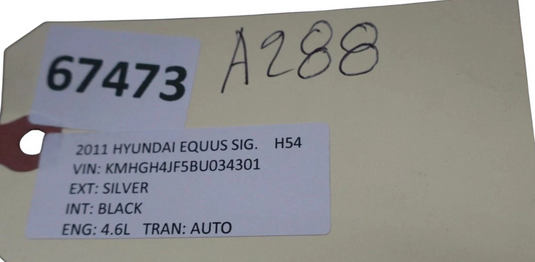 67473 A288
2011 HYUNDAI EQUUS SIG. H54
VIN: KMHGH4JF5BU034301
EXT: SILVER
INT: BLACK
ENG: 4.6L TRAN: AUTO